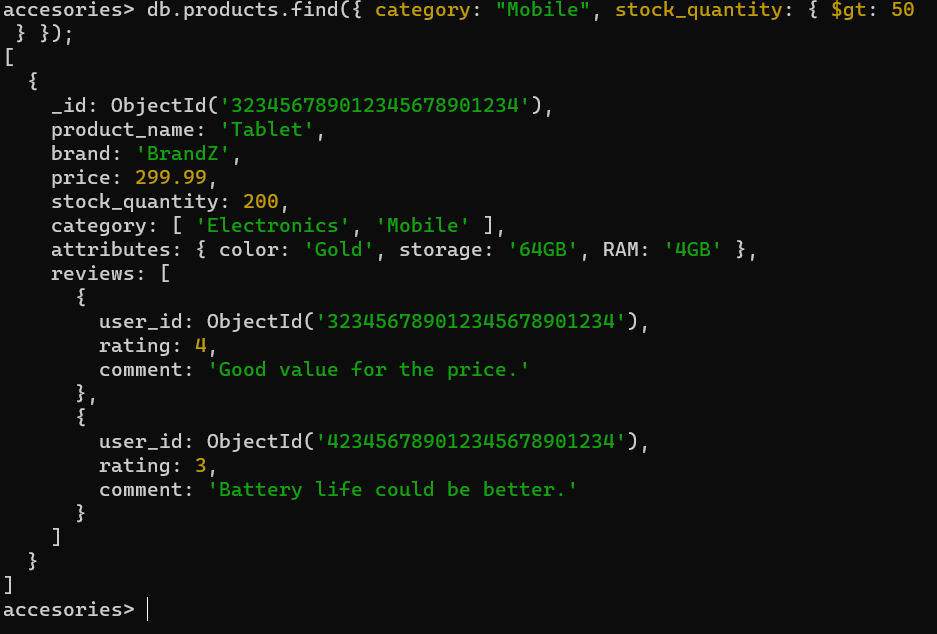 accesories> db.products.find({ category: "Mobile", stock_quantity: { $gt: 50
 } });
[
  {
    _id: ObjectId('323456789012345678901234'),
    product_name: 'Tablet',
    brand: 'BrandZ',
    price: 299.99,
    stock_quantity: 200,
    category: [ 'Electronics', 'Mobile' ],
    attributes: { color: 'Gold', storage: '64GB', RAM: '4GB' },
    reviews: [
      {
        user_id: ObjectId('323456789012345678901234'),
        rating: 4,
        comment: 'Good value for the price.'
      },
      {
        user_id: ObjectId('423456789012345678901234'),
        rating: 3,
        comment: 'Battery life could be better.'
      }
    ]
  }
]
accesories>